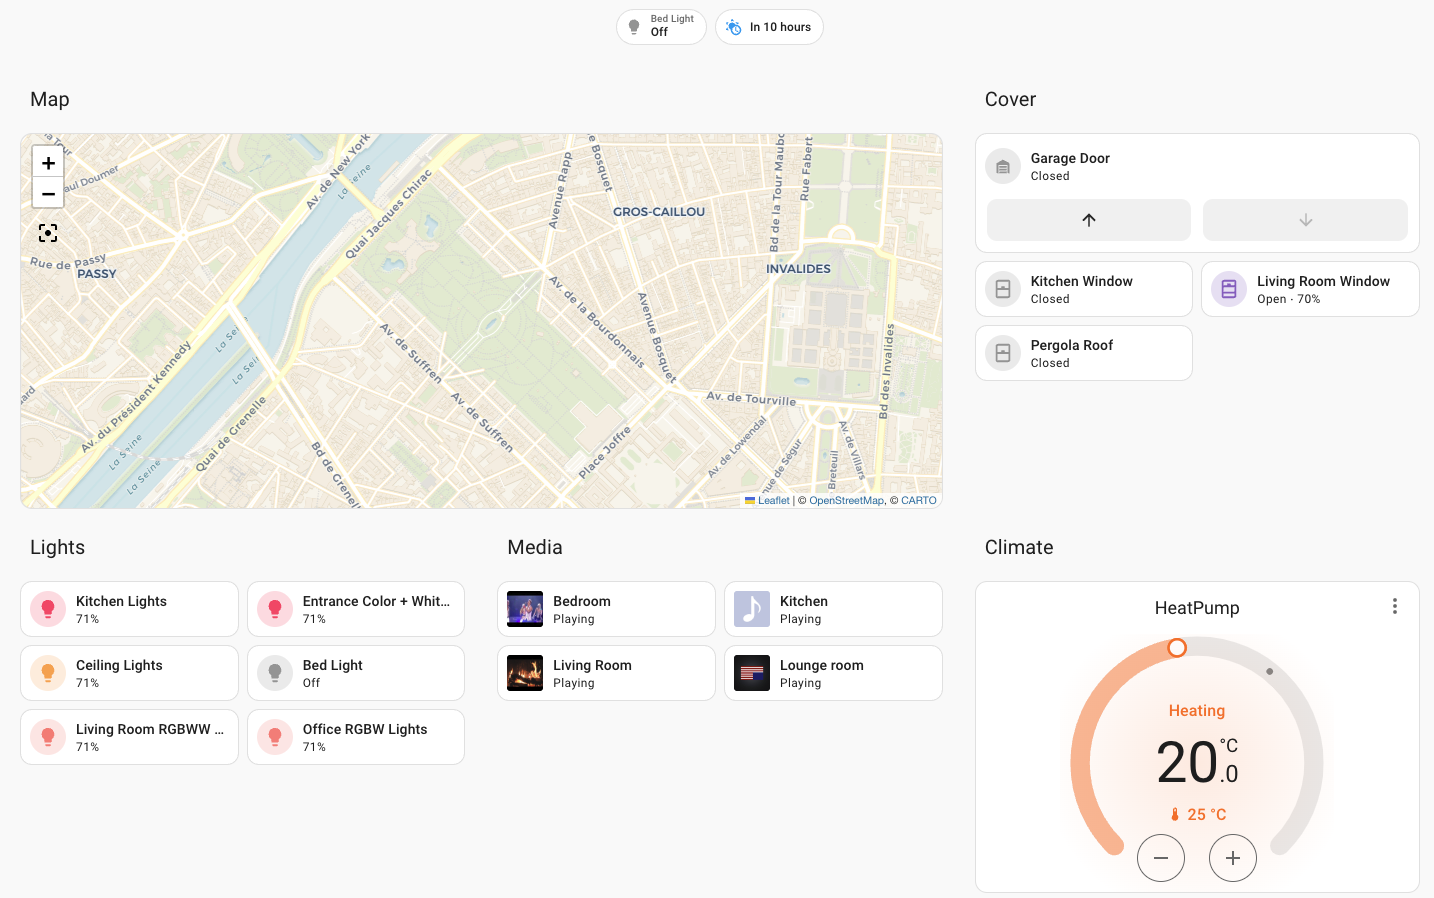 Bed Light
Off
In 10 hours
Map
Cover
+
−
Paul Doumer
Av. de New York
La Seine
Quai Jacques Chirac
Avenue Rapp
Bosquet
GROS-CAILLOU
Bd de la Tour Maubo
Rue Fabert
INVALIDES
Rue de Passy
PASSY
Av. de la Bourdonnais
Avenue Bosquet
Av. de Suffren
Av. de Suffren
La Seine
La Sei
Av. du Président Kennedy
Quai de Grenelle
La Seine
La Seine
Bd de Grenell
Place Joffre
Av. de Tourville
Av. de Lowendal
ue de Ségur
Breteuil
Av. de Villars
Bd des Invalides
Leaflet | © OpenStreetMap, © CARTO
Garage Door
Closed
Kitchen Window
Closed
Living Room Window
Open · 70%
Pergola Roof
Closed
Lights
Kitchen Lights
71%
Entrance Color + Whit...
71%
Ceiling Lights
71%
Bed Light
Off
Living Room RGBWW ...
71%
Office RGBW Lights
71%
Media
Bedroom
Playing
Kitchen
Playing
Living Room
Playing
Lounge room
Playing
Climate
HeatPump
Heating
20.0 °C
25 °C